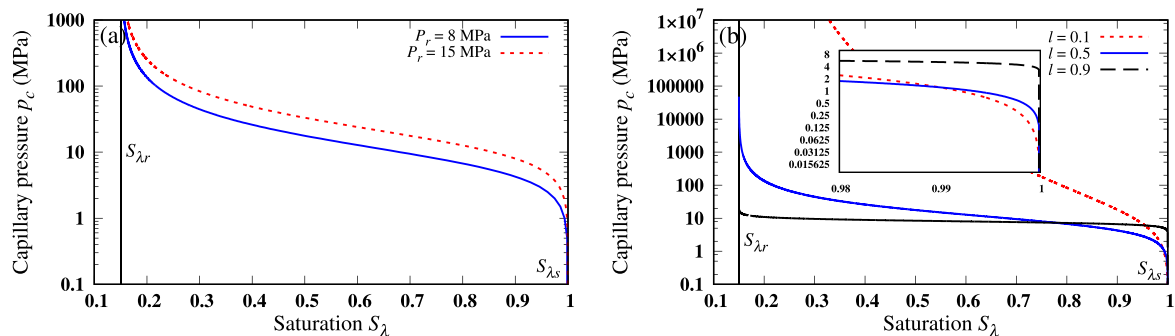 (a)
P_r = 8 MPa
P_r = 15 MPa
Capillary pressure p_c (MPa)
1000
100
10
1
0.1
S_λr
S_λs
0.1 0.2 0.3 0.4 0.5 0.6 0.7 0.8 0.9 1
Saturation S_λ
(b)
l = 0.1
l = 0.5
l = 0.9
Capillary pressure p_c (MPa)
1×10^7
1×10^6
100000
10000
1000
100
10
1
0.1
8
4
2
1
0.5
0.25
0.125
0.0625
0.03125
0.015625
0.98 0.99 1
S_λr
S_λs
0.1 0.2 0.3 0.4 0.5 0.6 0.7 0.8 0.9 1
Saturation S_λ